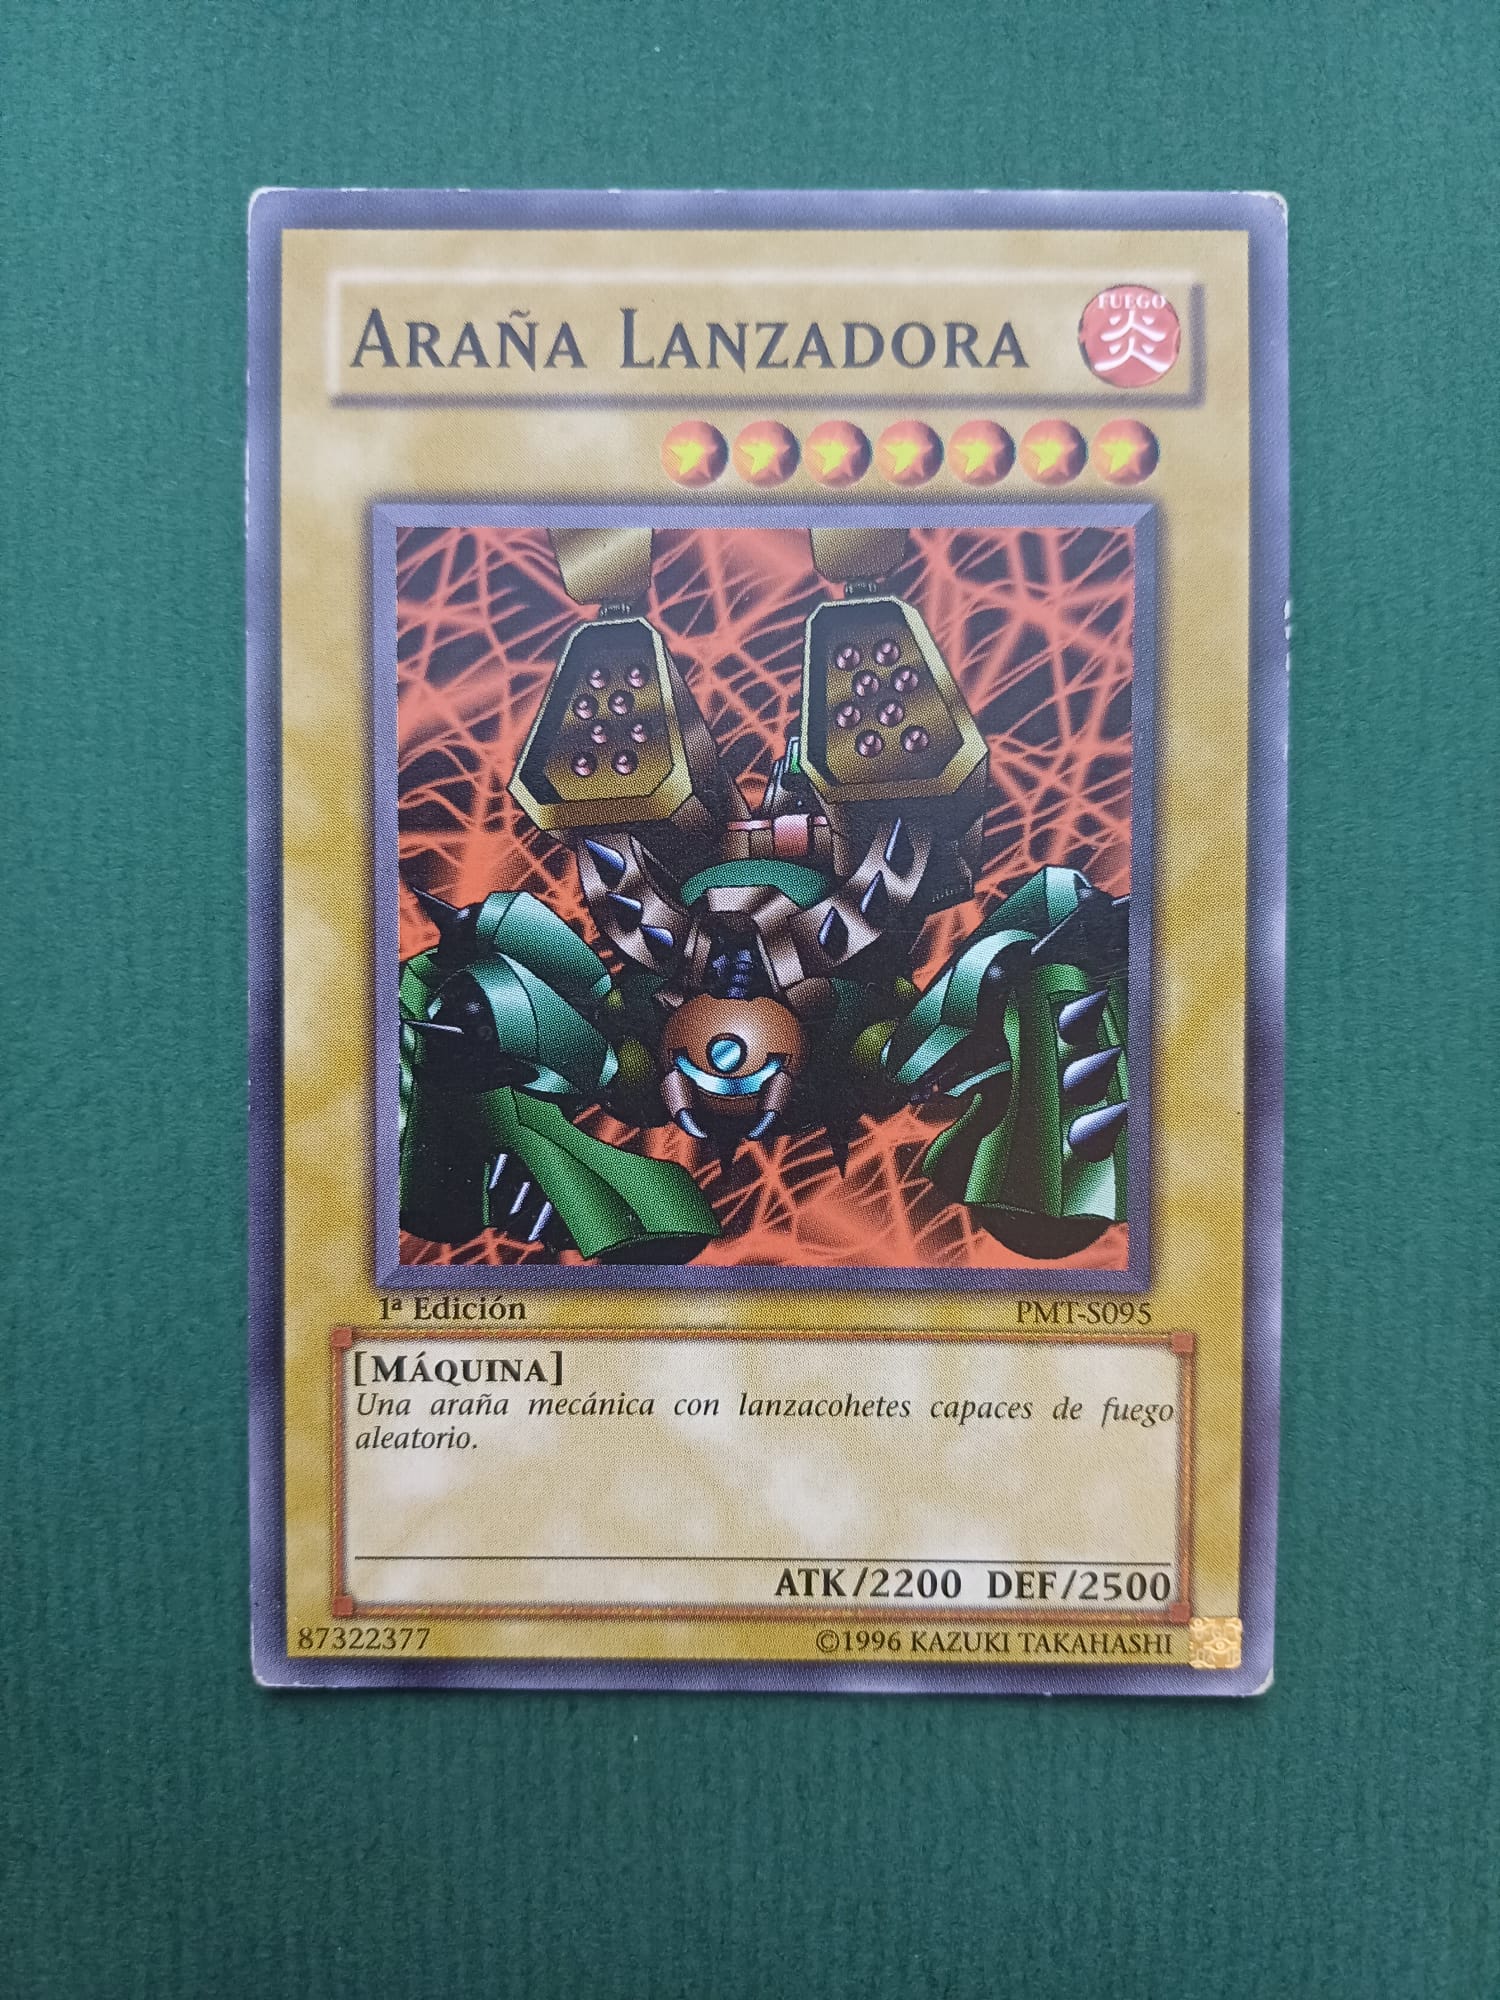 ARAÑA LANZADORA
FUEGO
炎
1ª Edición
PMT-S095
[MÁQUINA]
Una araña mecánica con lanzacohetes capaces de fuego
aleatorio.
ATK/2200 DEF/2500
87322377
©1996 KAZUKI TAKAHASHI